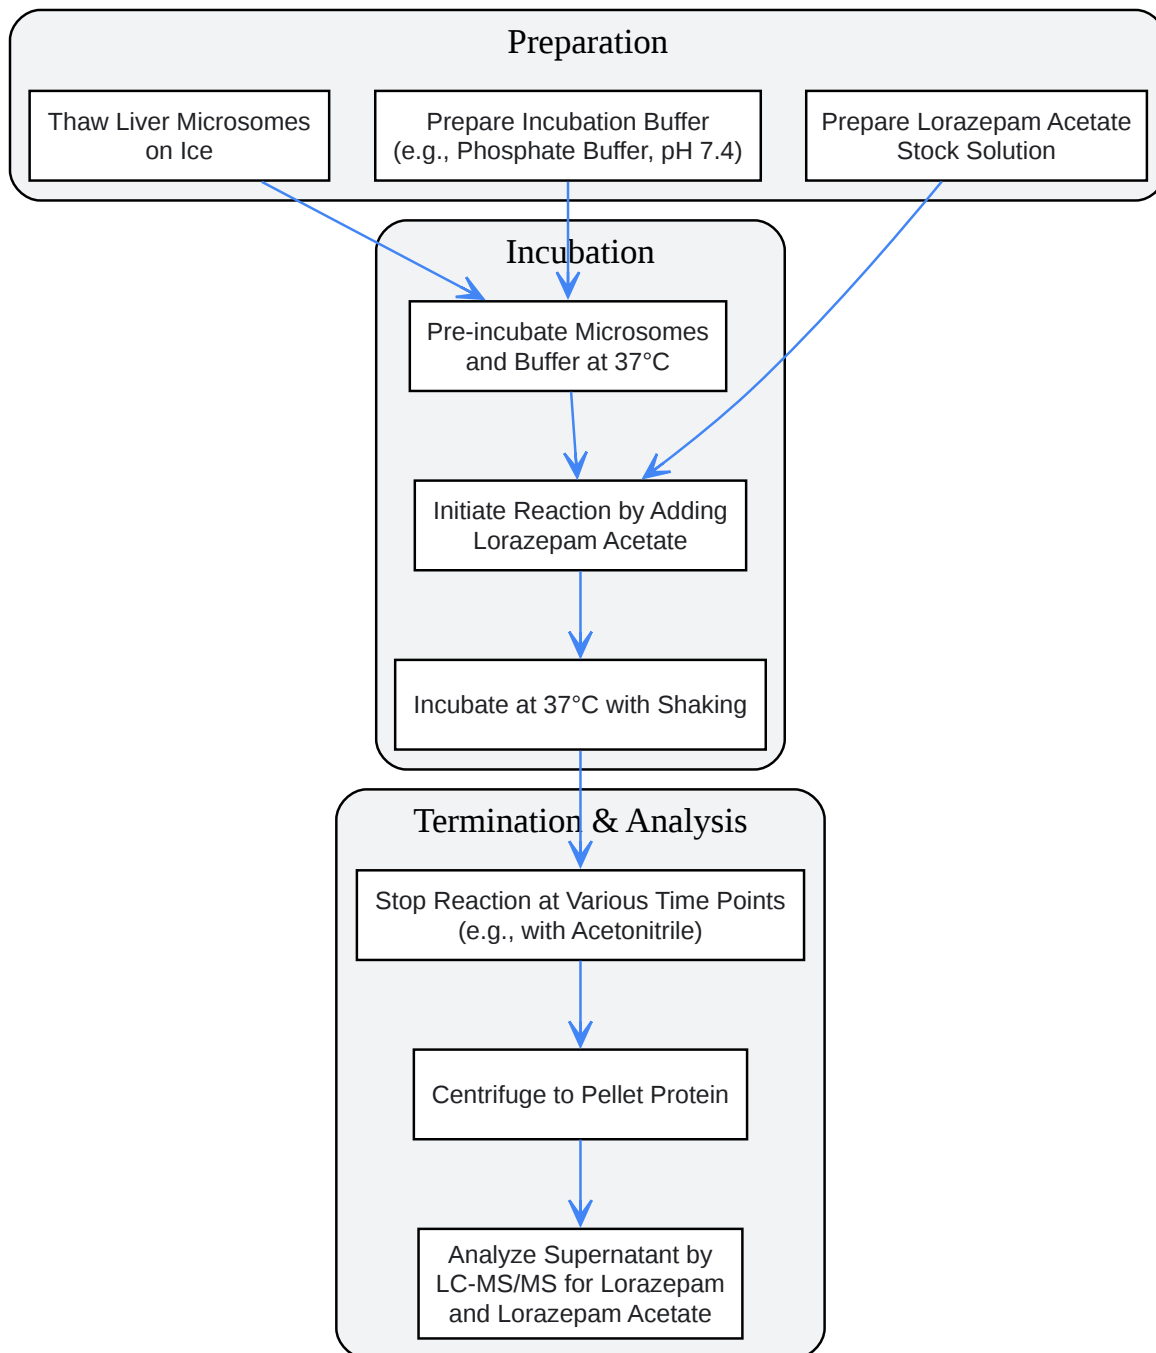 Preparation
Thaw Liver Microsomes
on Ice
Prepare Incubation Buffer
(e.g., Phosphate Buffer, pH 7.4)
Prepare Lorazepam Acetate
Stock Solution
Incubation
Pre-incubate Microsomes
and Buffer at 37°C
Initiate Reaction by Adding
Lorazepam Acetate
Incubate at 37°C with Shaking
Termination & Analysis
Stop Reaction at Various Time Points
(e.g., with Acetonitrile)
Centrifuge to Pellet Protein
Analyze Supernatant by
LC-MS/MS for Lorazepam
and Lorazepam Acetate